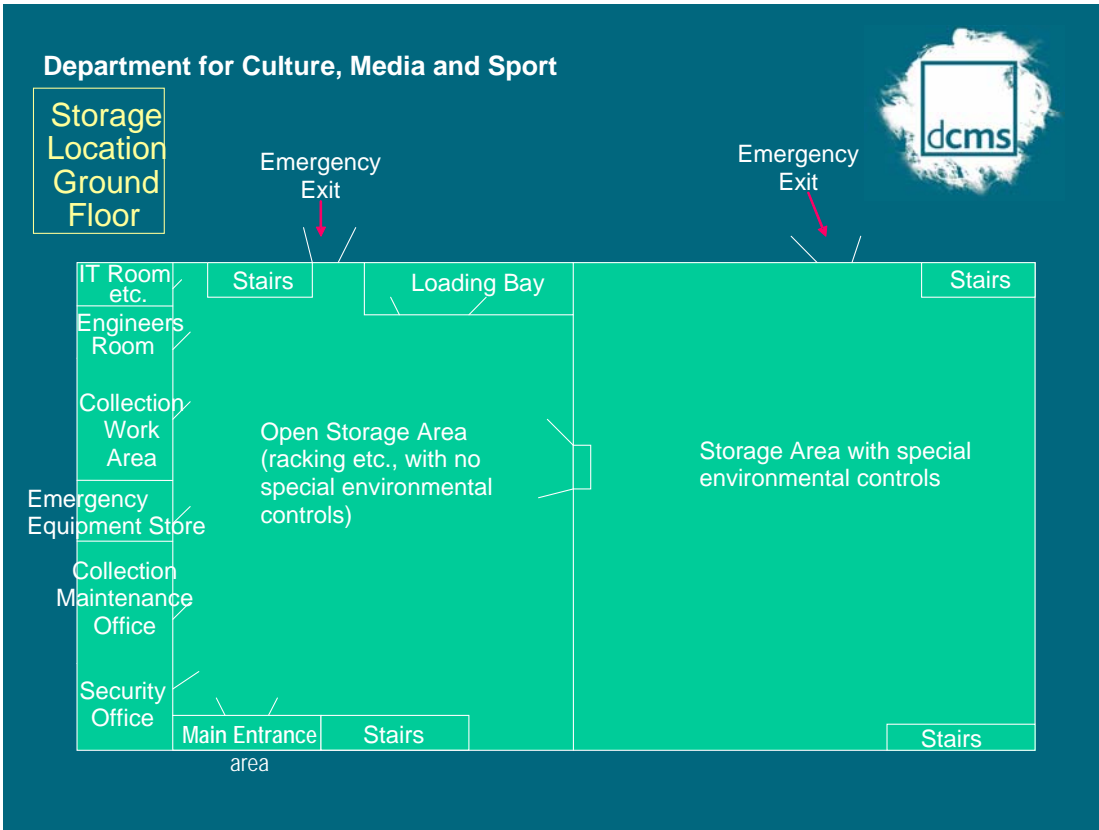 Department for Culture, Media and Sport
dcms
Storage
Location
Ground
Floor
Emergency
Exit
Emergency
Exit
IT Room
etc.
Stairs
Loading Bay
Stairs
Engineers
Room
Collection
Work
Area
Open Storage Area
(racking etc., with no
special environmental
controls)
Storage Area with special
environmental controls
Emergency
Equipment Store
Collection
Maintenance
Office
Security
Office
Main Entrance
area
Stairs
Stairs